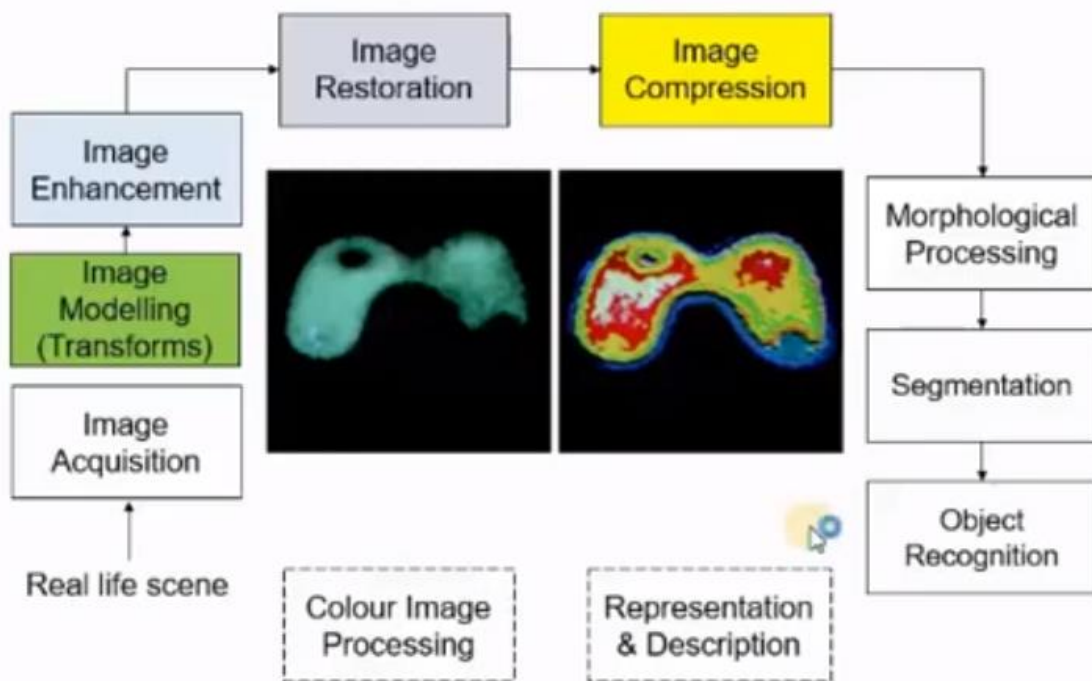 Image
Restoration
Image
Compression
Image
Enhancement
Morphological
Processing
Image
Modelling
(Transforms)
Segmentation
Image
Acquisition
Object
Recognition
Real life scene
Colour Image
Processing
Representation
& Description